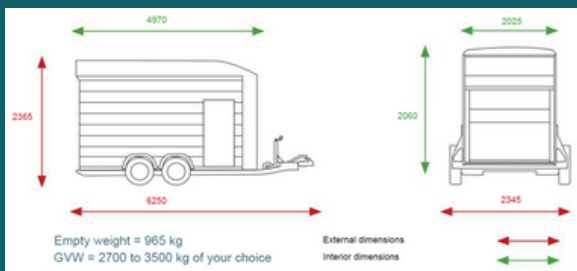 4970
2025
2365
2060
6250
2345
Empty weight = 965 kg
GVW = 2700 to 3500 kg of your choice
External dimensions
Interior dimensions